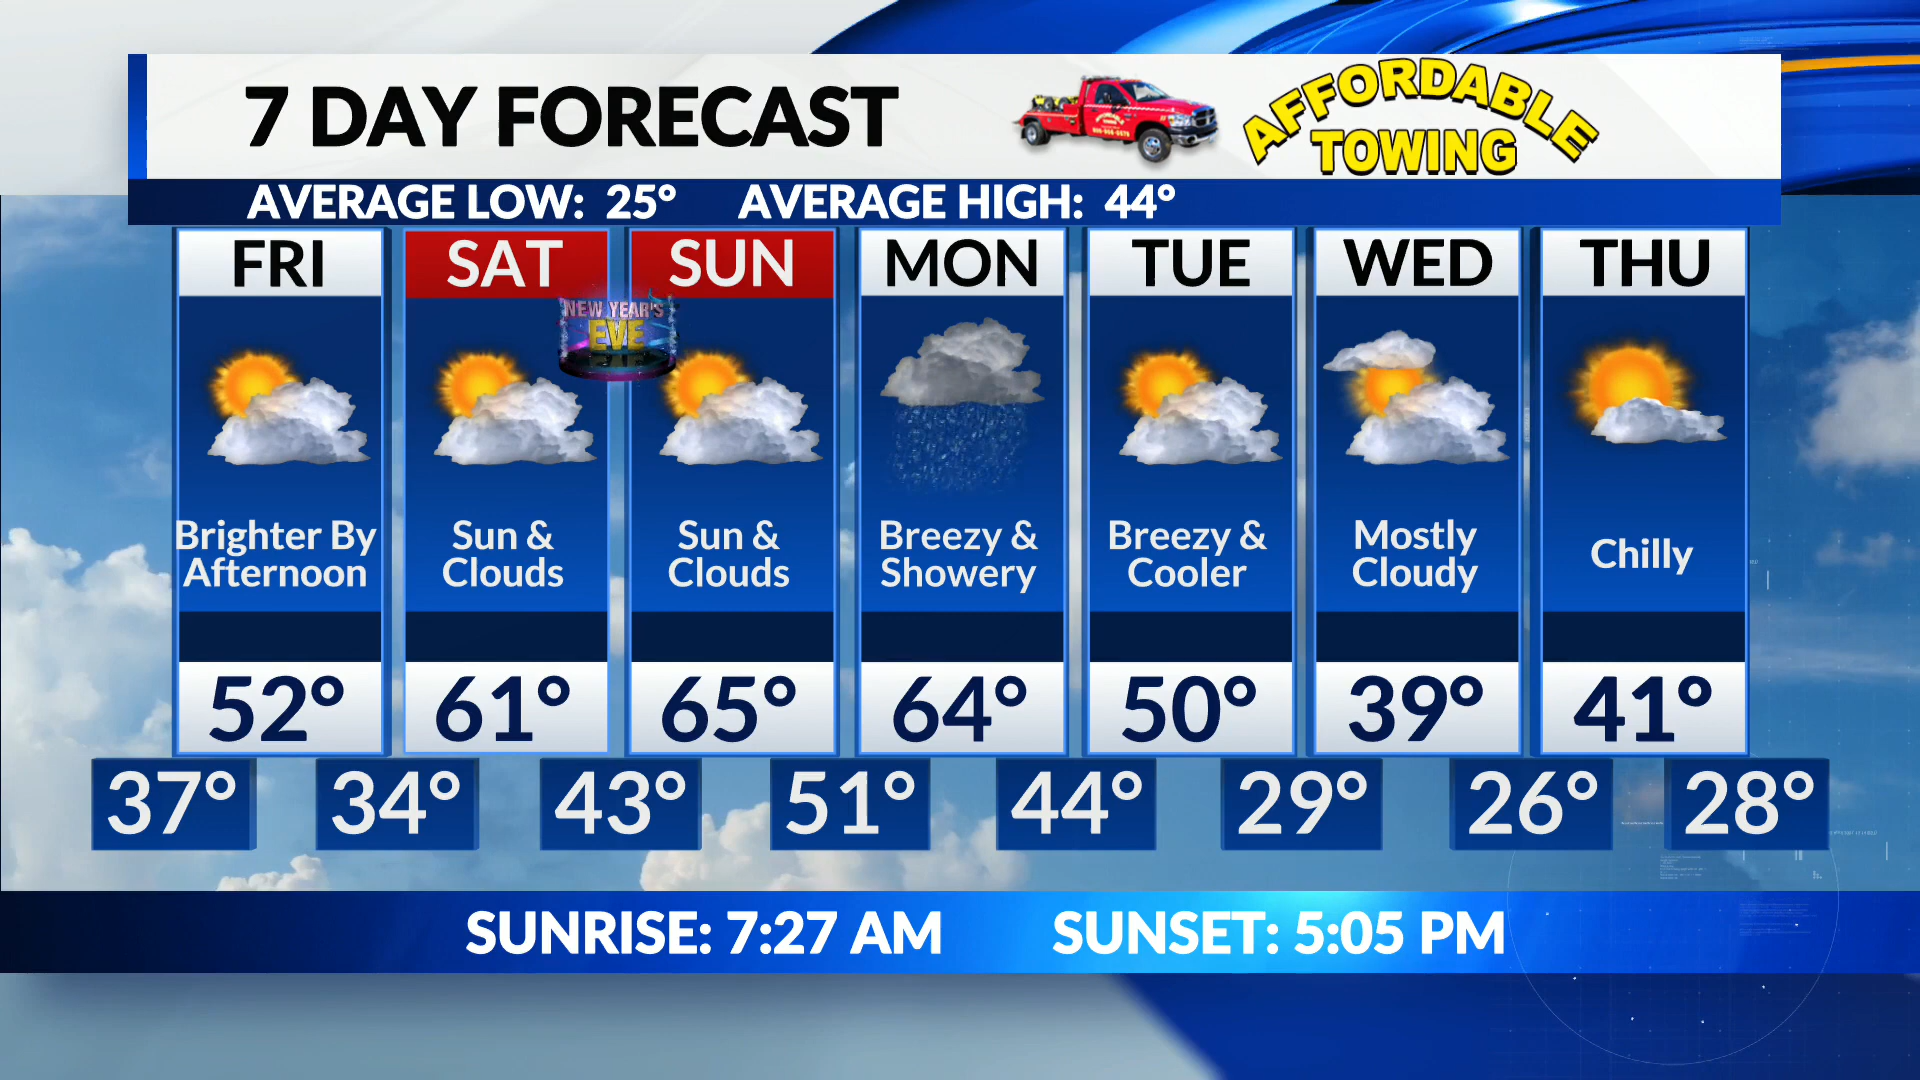 7 DAY FORECAST
AFFORDABLE
TOWING
AVERAGE LOW: 25° AVERAGE HIGH: 44°
FRI SAT SUN MON TUE WED THU
NEW YEAR'S
EVE
Brighter By
Afternoon
Sun &
Clouds
Sun &
Clouds
Breezy &
Showery
Breezy &
Cooler
Mostly
Cloudy
Chilly
52° 61° 65° 64° 50° 39° 41°
37° 34° 43° 51° 44° 29° 26° 28°
SUNRISE: 7:27 AM SUNSET: 5:05 PM